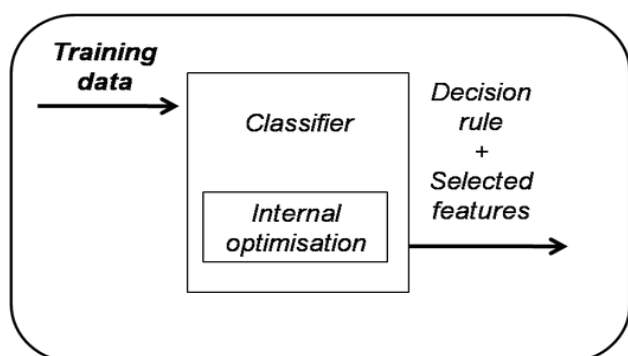 Training
data
Classifier
Internal
optimisation
Decision
rule
+
Selected
features